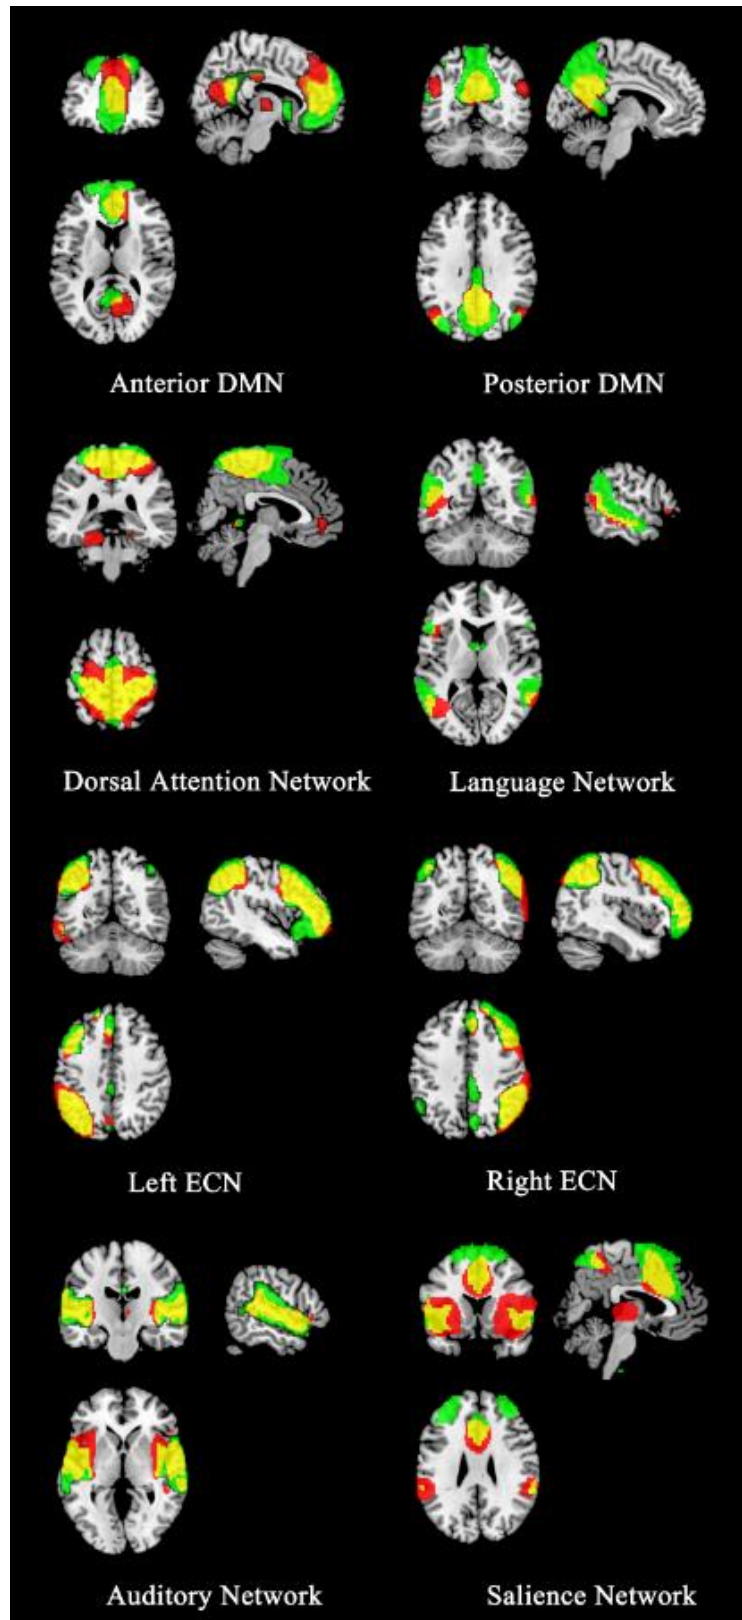 Anterior DMN
Posterior DMN
Dorsal Attention Network
Language Network
Left ECN
Right ECN
Auditory Network
Salience Network